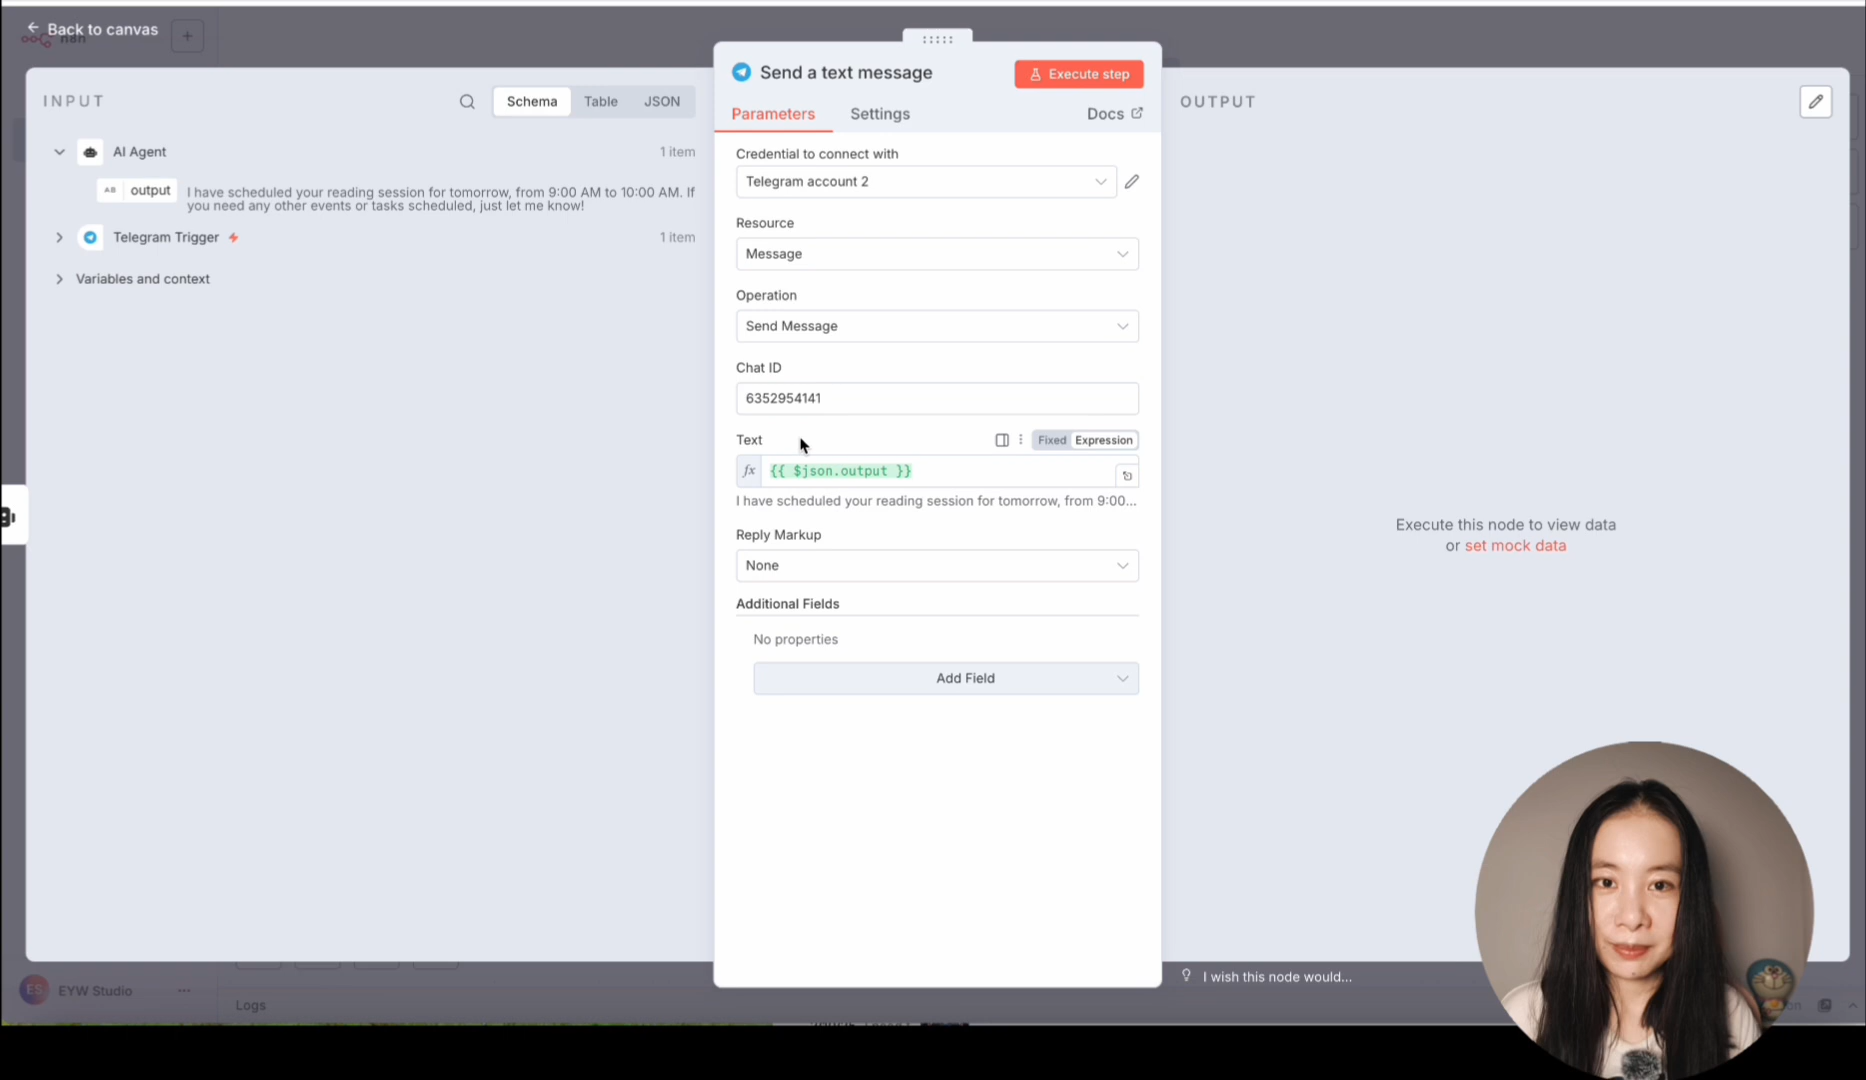 Back to canvas
INPUT
Schema
Table
JSON
AI Agent
1 item
AB
output
I have scheduled your reading session for tomorrow, from 9:00 AM to 10:00 AM. If
you need any other events or tasks scheduled, just let me know!
Telegram Trigger
1 item
Variables and context
Send a text message
Execute step
Parameters
Settings
Docs
Credential to connect with
Telegram account 2
Resource
Message
Operation
Send Message
Chat ID
6352954141
Text
Fixed
Expression
fx
{{ $json.output }}
I have scheduled your reading session for tomorrow, from 9:00...
Reply Markup
None
Additional Fields
No properties
Add Field
OUTPUT
Execute this node to view data
or set mock data
I wish this node would...
ES
EYW Studio
Logs